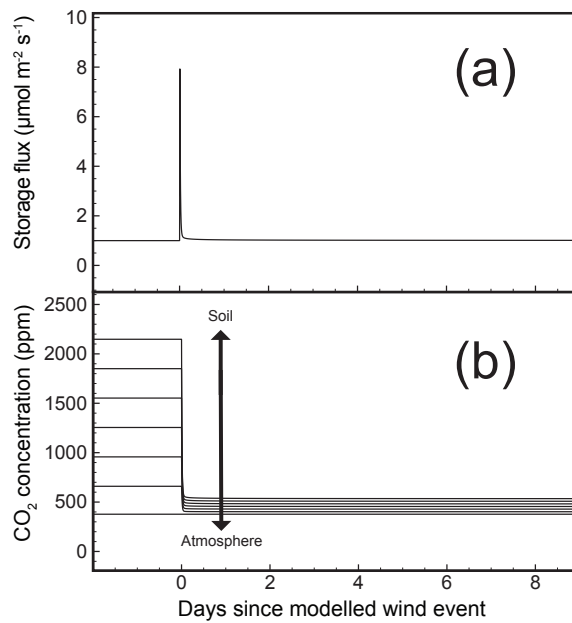 10
8
6
4
2
0
Storage flux (μmol m⁻² s⁻¹)
(a)
2500
2000
1500
1000
500
0
CO₂ concentration (ppm)
Soil
(b)
Atmosphere
0 2 4 6 8
Days since modelled wind event